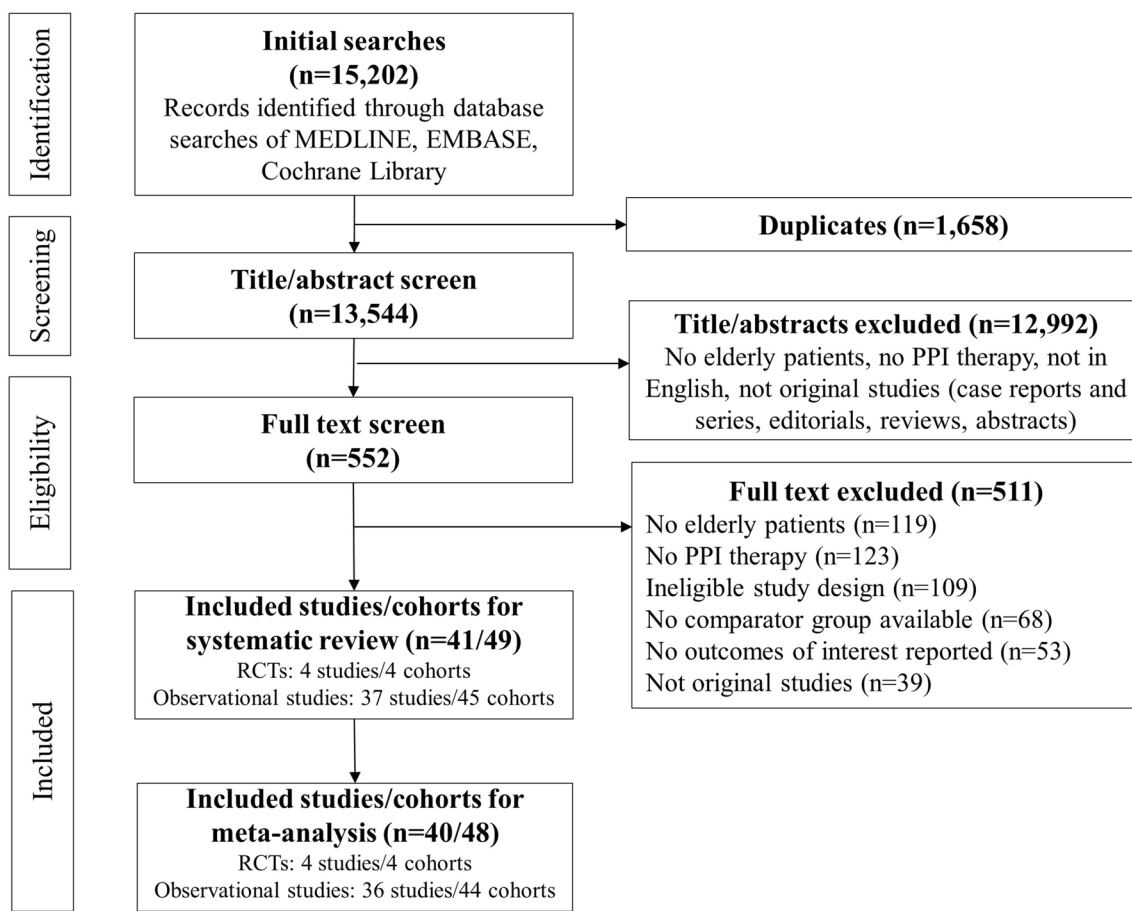 Identification
Initial searches
(n=15,202)
Records identified through database
searches of MEDLINE, EMBASE,
Cochrane Library
Duplicates (n=1,658)
Screening
Title/abstract screen
(n=13,544)
Title/abstracts excluded (n=12,992)
No elderly patients, no PPI therapy, not in
English, not original studies (case reports and
series, editorials, reviews, abstracts)
Eligibility
Full text screen
(n=552)
Full text excluded (n=511)
No elderly patients (n=119)
No PPI therapy (n=123)
Ineligible study design (n=109)
No comparator group available (n=68)
No outcomes of interest reported (n=53)
Not original studies (n=39)
Included
Included studies/cohorts for
systematic review (n=41/49)
RCTs: 4 studies/4 cohorts
Observational studies: 37 studies/45 cohorts
Included studies/cohorts for
meta-analysis (n=40/48)
RCTs: 4 studies/4 cohorts
Observational studies: 36 studies/44 cohorts